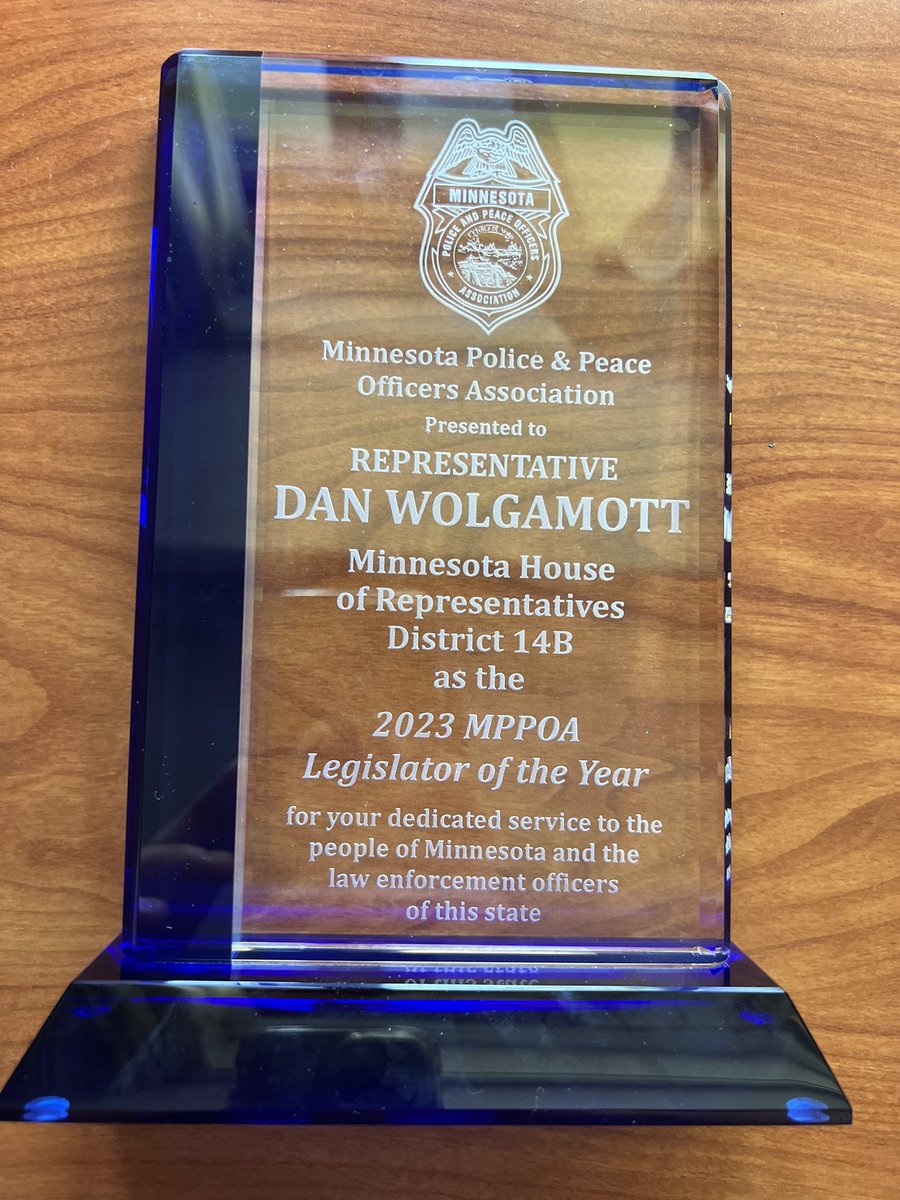 MINNESOTA
POLICE AND PEACE OFFICERS
ASSOCIATION
Minnesota Police & Peace
Officers Association
Presented to
REPRESENTATIVE
DAN WOLGAMOTT
Minnesota House
of Representatives
District 14B
as the
2023 MPPOA
Legislator of the Year
for your dedicated service to the
people of Minnesota and the
law enforcement officers
of this state